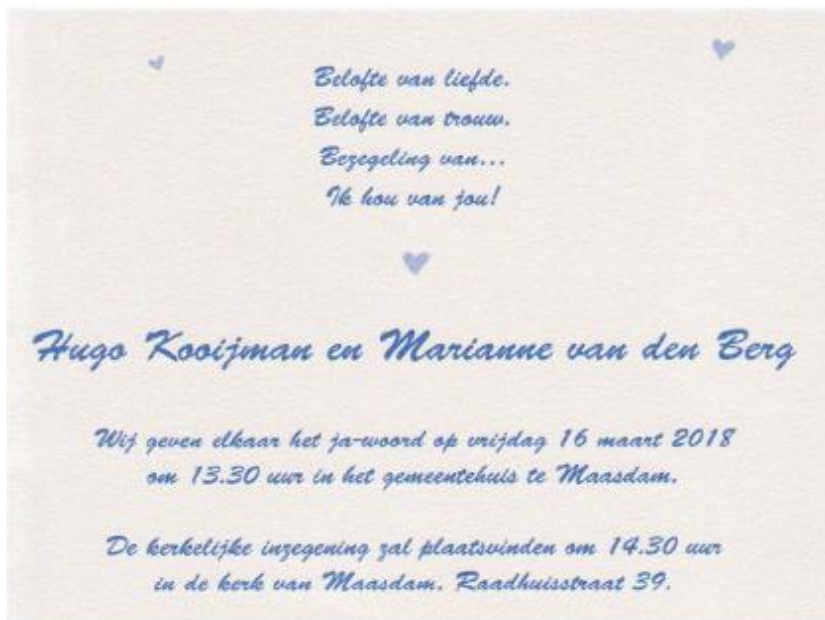 Belofte van liefde.
Belofte van trouw.
Bezegeling van...
Ik hou van jou!
Hugo Kooijman en Marianne van den Berg
Wij geven elkaar het ja-woord op vrijdag 16 maart 2018
om 13.30 uur in het gemeentehuis te Maasdam.
De kerkelijke inzegening zal plaatsvinden om 14.30 uur
in de kerk van Maasdam, Raadhuisstraat 39.